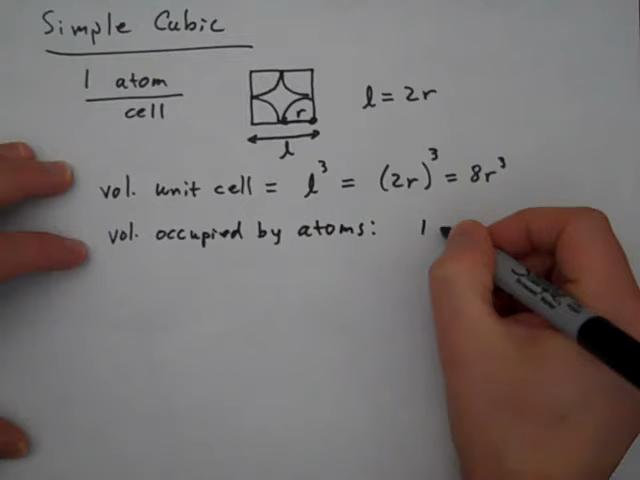 Simple Cubic
1 atom
cell
r
l
l = 2r
vol. unit cell = l³ = (2r)³ = 8r³
vol. occupied by atoms: 1